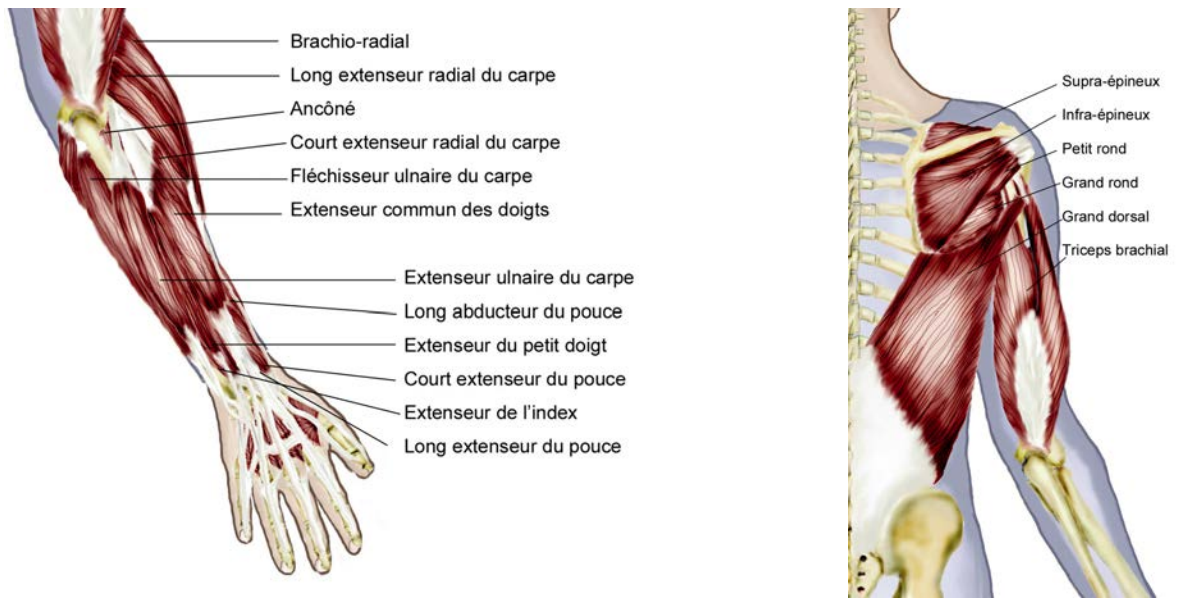 Brachio-radial
Long extenseur radial du carpe
Ancôné
Court extenseur radial du carpe
Fléchisseur ulnaire du carpe
Extenseur commun des doigts
Extenseur ulnaire du carpe
Long abducteur du pouce
Extenseur du petit doigt
Court extenseur du pouce
Extenseur de l'index
Long extenseur du pouce
Supra-épineux
Infra-épineux
Petit rond
Grand rond
Grand dorsal
Triceps brachial